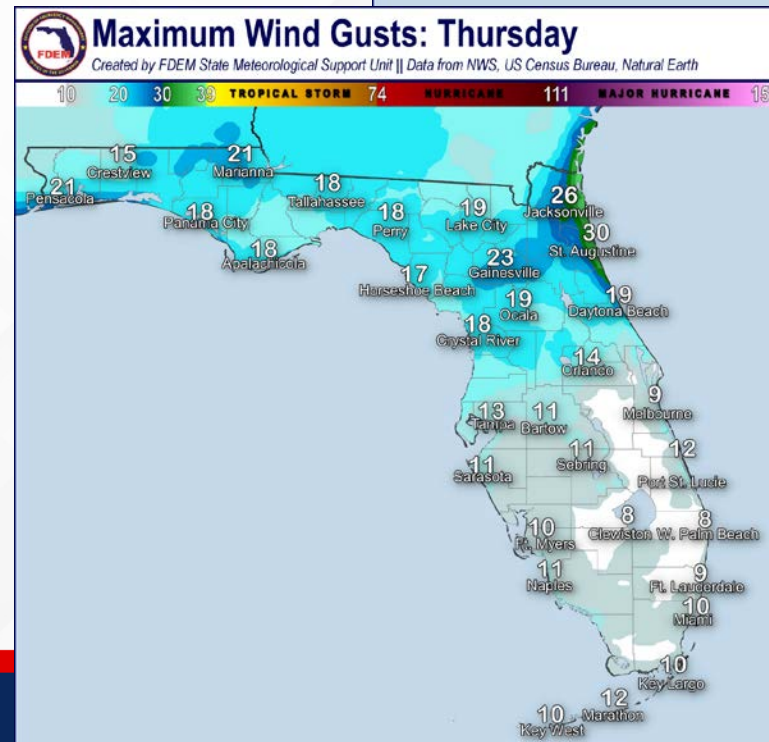 FDEM
Maximum Wind Gusts: Thursday
Created by FDEM State Meteorological Support Unit || Data from NWS, US Census Bureau, Natural Earth
10 20 30 39 TROPICAL STORM 74 HURRICANE 111 MAJOR HURRICANE 15
15
Crestview
21
Marianna
21
Pensacola
18
Tallahassee
18
Panama City
18
Perry
19
Lake City
26
Jacksonville
30
St. Augustine
18
Apalachicola
23
Gainesville
17
Horseshoe Beach
19
Ocala
19
Daytona Beach
18
Crystal River
14
Orlando
9
Melbourne
13
Tampa
11
Bartow
11
Sebring
12
Port St. Lucie
11
Sarasota
8
Clewiston
8
W. Palm Beach
10
Ft. Myers
11
Naples
9
Ft. Lauderdale
10
Miami
10
Key Largo
12
Marathon
10
Key West